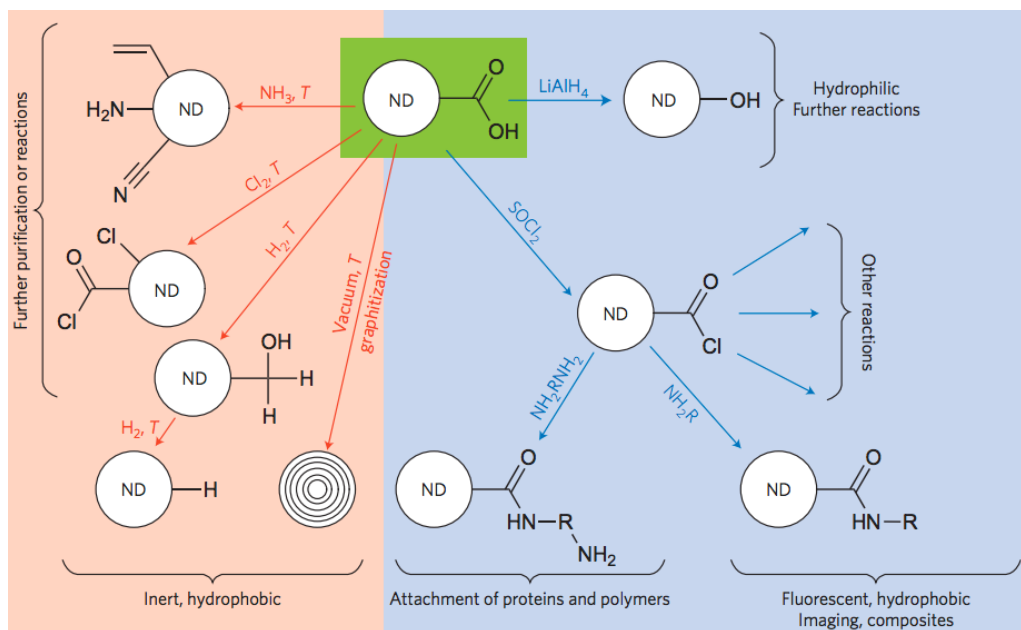 Further purification or reactions
H₂N
ND
N
NH₃, T
ND
O
OH
LiAlH₄
ND
OH
Hydrophilic
Further reactions
Cl₂, T
H₂, T
Vacuum, T
graphitization
SOCl₂
Cl
O
Cl
ND
ND
OH
H
H
H₂, T
ND
H
ND
O
Cl
Other
reactions
NH₂RNH₂
NH₂R
ND
O
HN–R
NH₂
ND
O
HN–R
Inert, hydrophobic
Attachment of proteins and polymers
Fluorescent, hydrophobic
Imaging, composites